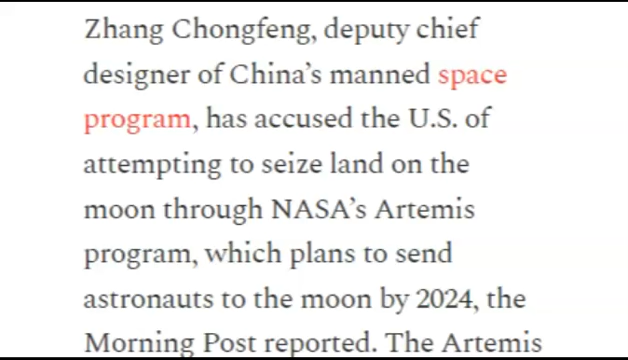 Zhang Chongfeng, deputy chief
designer of China’s manned space
program, has accused the U.S. of
attempting to seize land on the
moon through NASA’s Artemis
program, which plans to send
astronauts to the moon by 2024, the
Morning Post reported. The Artemis